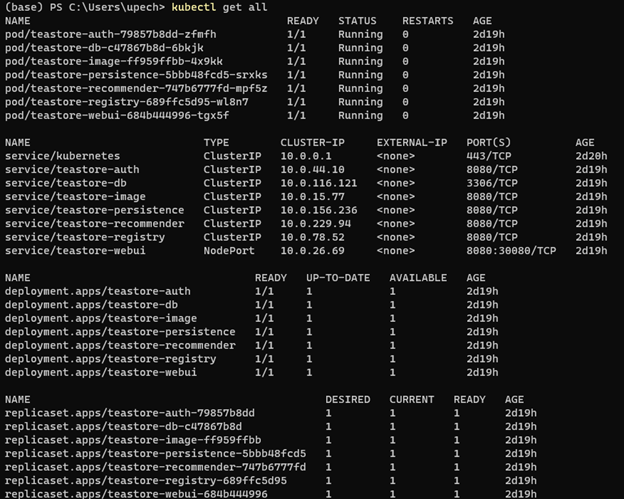 (base) PS C:\Users\upech> kubectl get all
NAME READY STATUS RESTARTS AGE
pod/teastore-auth-79857b8dd-zfmfh 1/1 Running 0 2d19h
pod/teastore-db-c47867b8d-6bkjk 1/1 Running 0 2d19h
pod/teastore-image-ff959ffbb-4x9kk 1/1 Running 0 2d19h
pod/teastore-persistence-5bbb48fcd5-srxks 1/1 Running 0 2d19h
pod/teastore-recommender-747b6777fd-mpf5z 1/1 Running 0 2d19h
pod/teastore-registry-689ffc5d95-wl8n7 1/1 Running 0 2d19h
pod/teastore-webui-684b444996-tgx5f 1/1 Running 0 2d19h
NAME TYPE CLUSTER-IP EXTERNAL-IP PORT(S) AGE
service/kubernetes ClusterIP 10.0.0.1 <none> 443/TCP 2d20h
service/teastore-auth ClusterIP 10.0.44.10 <none> 8080/TCP 2d19h
service/teastore-db ClusterIP 10.0.116.121 <none> 3306/TCP 2d19h
service/teastore-image ClusterIP 10.0.15.77 <none> 8080/TCP 2d19h
service/teastore-persistence ClusterIP 10.0.156.236 <none> 8080/TCP 2d19h
service/teastore-recommender ClusterIP 10.0.229.94 <none> 8080/TCP 2d19h
service/teastore-registry ClusterIP 10.0.78.52 <none> 8080/TCP 2d19h
service/teastore-webui NodePort 10.0.26.69 <none> 8080:30080/TCP 2d19h
NAME READY UP-TO-DATE AVAILABLE AGE
deployment.apps/teastore-auth 1/1 1 1 2d19h
deployment.apps/teastore-db 1/1 1 1 2d19h
deployment.apps/teastore-image 1/1 1 1 2d19h
deployment.apps/teastore-persistence 1/1 1 1 2d19h
deployment.apps/teastore-recommender 1/1 1 1 2d19h
deployment.apps/teastore-registry 1/1 1 1 2d19h
deployment.apps/teastore-webui 1/1 1 1 2d19h
NAME DESIRED CURRENT READY AGE
replicaset.apps/teastore-auth-79857b8dd 1 1 1 2d19h
replicaset.apps/teastore-db-c47867b8d 1 1 1 2d19h
replicaset.apps/teastore-image-ff959ffbb 1 1 1 2d19h
replicaset.apps/teastore-persistence-5bbb48fcd5 1 1 1 2d19h
replicaset.apps/teastore-recommender-747b6777fd 1 1 1 2d19h
replicaset.apps/teastore-registry-689ffc5d95 1 1 1 2d19h
replicaset.apps/teastore-webui-684b444996 1 1 1 2d19h